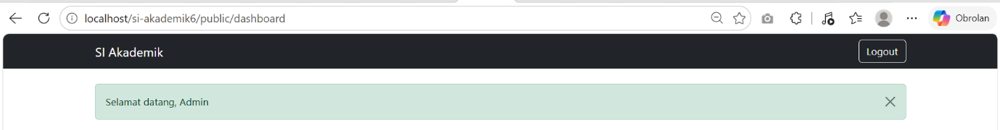 localhost/si-akademik6/public/dashboard
Obrolan
SI Akademik
Logout
Selamat datang, Admin